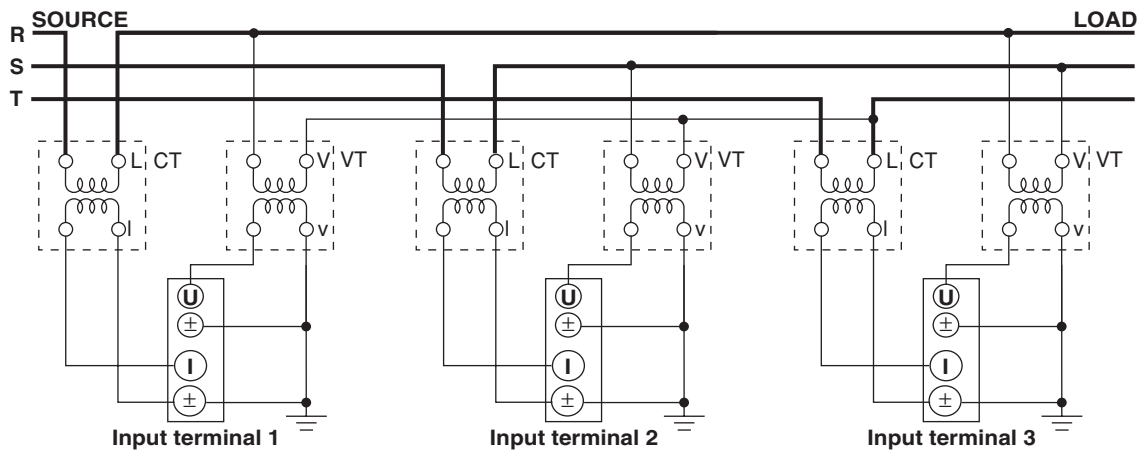 SOURCE LOAD
R
S
T
L CT V VT L CT V VT L CT V VT
l v l v l v
U U U
± ± ±
I I I
± ± ±
Input terminal 1 Input terminal 2 Input terminal 3